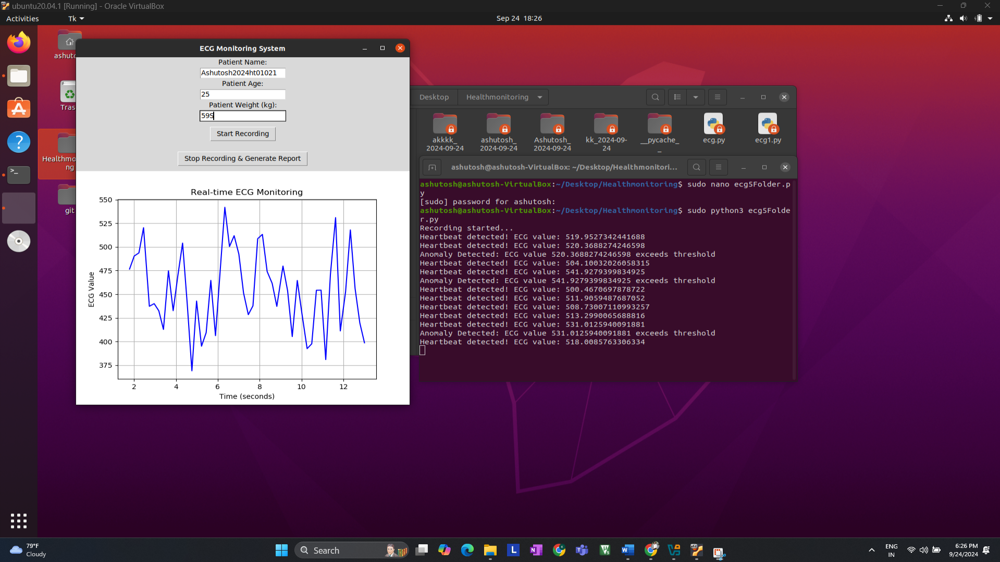 ubuntu20.04.1 [Running] - Oracle VirtualBox
Activities
Tk
Sep 24 18:26
ashuto
Tras
Healthmo
ng
git
ECG Monitoring System
Patient Name:
Ashutosh2024ht01021
Patient Age:
25
Patient Weight (kg):
59S
Start Recording
Stop Recording & Generate Report
Real-time ECG Monitoring
550
525
500
475
450
425
400
375
ECG Value
2 4 6 8 10 12
Time (seconds)
Desktop
Healthmonitoring
akkkk_
2024-09-24
ashutosh_
2024-09-24
Ashutosh_
2024-09-24
kk_2024-09-
24
__pycache_
_
ecg.py
ecg1.py
ashutosh@ashutosh-VirtualBox: ~/Desktop/Healthmonitori...
ashutosh@ashutosh-VirtualBox:~/Desktop/Healthmonitoring$ sudo nano ecg5Folder.p
y
[sudo] password for ashutosh:
ashutosh@ashutosh-VirtualBox:~/Desktop/Healthmonitoring$ sudo python3 ecg5Folde
r.py
Recording started...
Heartbeat detected! ECG value: 519.9527342441688
Heartbeat detected! ECG value: 520.3688274246598
Anomaly Detected: ECG value 520.3688274246598 exceeds threshold
Heartbeat detected! ECG value: 504.10032026058315
Heartbeat detected! ECG value: 541.9279399834925
Anomaly Detected: ECG value 541.9279399834925 exceeds threshold
Heartbeat detected! ECG value: 500.4670697878722
Heartbeat detected! ECG value: 511.9059487687052
Heartbeat detected! ECG value: 508.73007110993257
Heartbeat detected! ECG value: 513.2990065688816
Heartbeat detected! ECG value: 531.0125940091881
Anomaly Detected: ECG value 531.0125940091881 exceeds threshold
Heartbeat detected! ECG value: 518.0085763306334
79°F
Cloudy
Search
ENG
IN
6:26 PM
9/24/2024